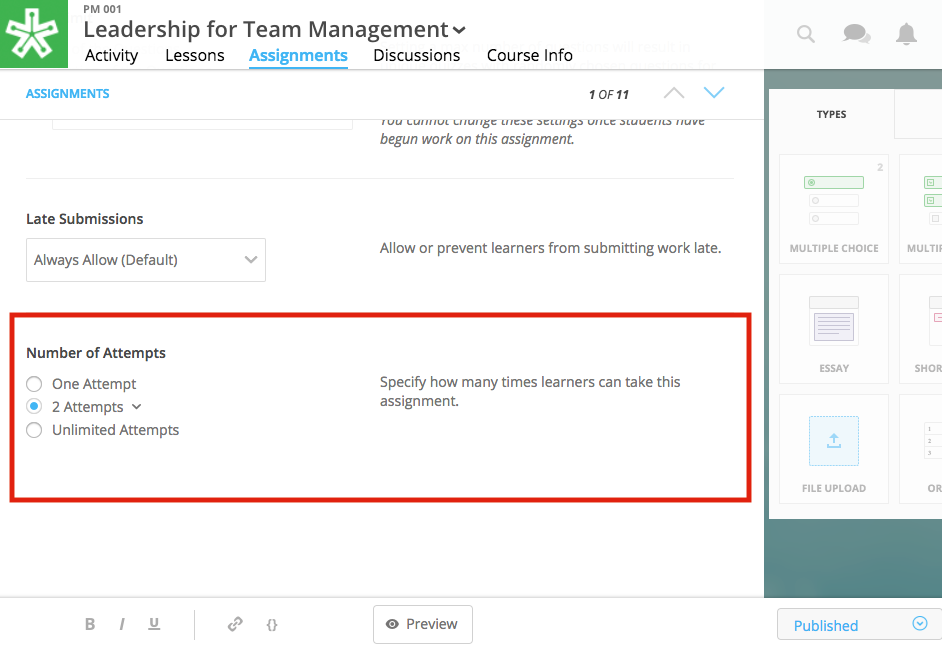 PM 001
Leadership for Team Management
Activity Lessons Assignments Discussions Course Info
ASSIGNMENTS
1 OF 11
You cannot change these settings once students have
begun work on this assignment.
Late Submissions
Always Allow (Default)
Allow or prevent learners from submitting work late.
Number of Attempts
One Attempt
2 Attempts
Unlimited Attempts
Specify how many times learners can take this
assignment.
TYPES
2
MULTIPLE CHOICE
MULTI
ESSAY
SHOR
1
2
3
FILE UPLOAD
OR
B I U {}
Preview
Published